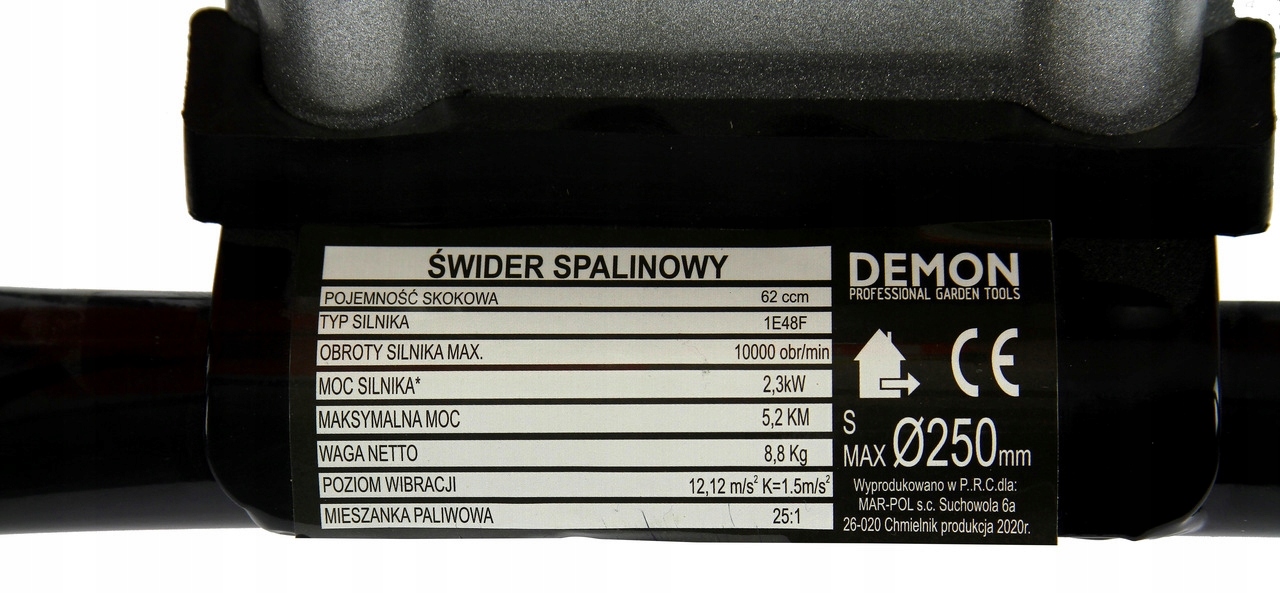 ŚWIDER SPALINOWY
POJEMNOŚĆ SKOKOWA 62 ccm
TYP SILNIKA 1E48F
OBROTY SILNIKA MAX. 10000 obr/min
MOC SILNIKA* 2,3kW
MAKSYMALNA MOC 5,2 KM
WAGA NETTO 8,8 Kg
POZIOM WIBRACJI 12,12 m/s² K=1.5m/s²
MIESZANKA PALIWOWA 25:1
DEMON
PROFESSIONAL GARDEN TOOLS
CE
S
MAX Ø250mm
Wyprodukowano w P..R.C.dla:
MAR-POL s.c. Suchowola 6a
26-020 Chmielnik produkcja 2020r.